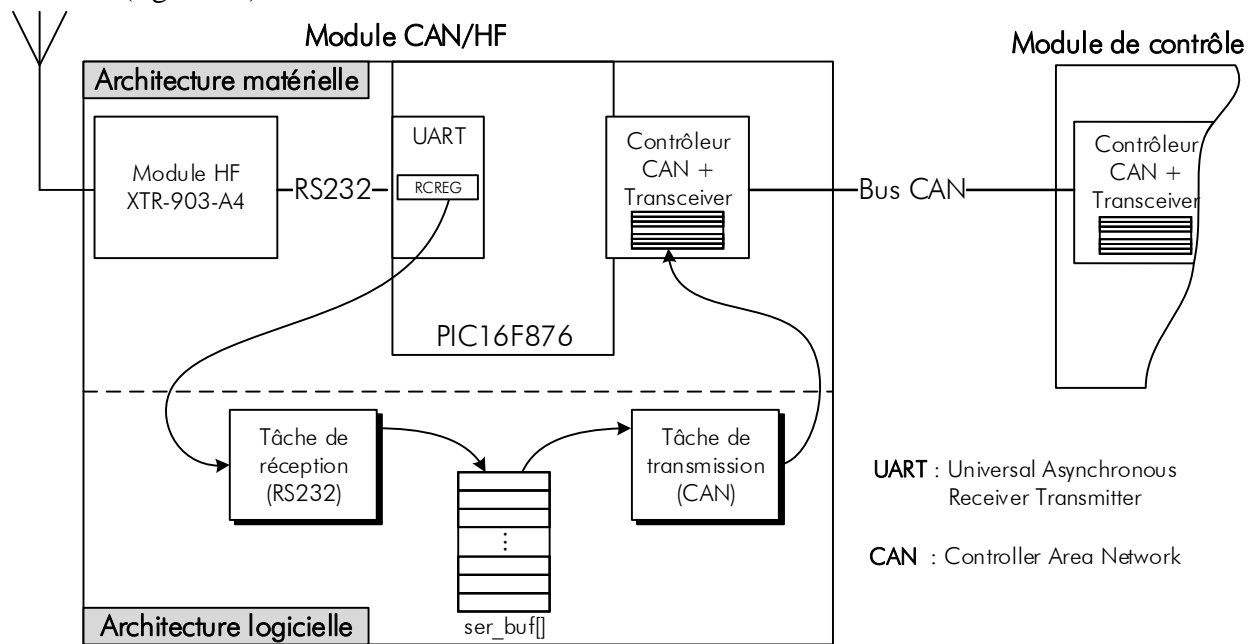 Module CAN/HF
Module de contrôle
Architecture matérielle
Module HF
XTR-903-A4
RS232
UART
RCREG
PIC16F876
Contrôleur
CAN +
Transceiver
Bus CAN
Contrôleur
CAN +
Transceiver
Tâche de
réception
(RS232)
ser_buf[]
Tâche de
transmission
(CAN)
UART : Universal Asynchronous
Receiver Transmitter
CAN : Controller Area Network
Architecture logicielle